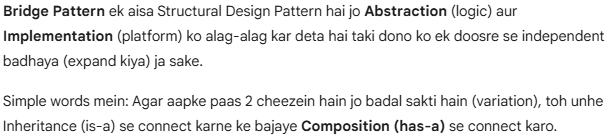 Bridge Pattern ek aisa Structural Design Pattern hai jo Abstraction (logic) aur
Implementation (platform) ko alag-alag kar deta hai taki dono ko ek doosre se independent
badhaya (expand kiya) ja sake.
Simple words mein: Agar aapke paas 2 cheezein hain jo badal sakti hain (variation), toh unhe
Inheritance (is-a) se connect karne ke bajaye Composition (has-a) se connect karo.